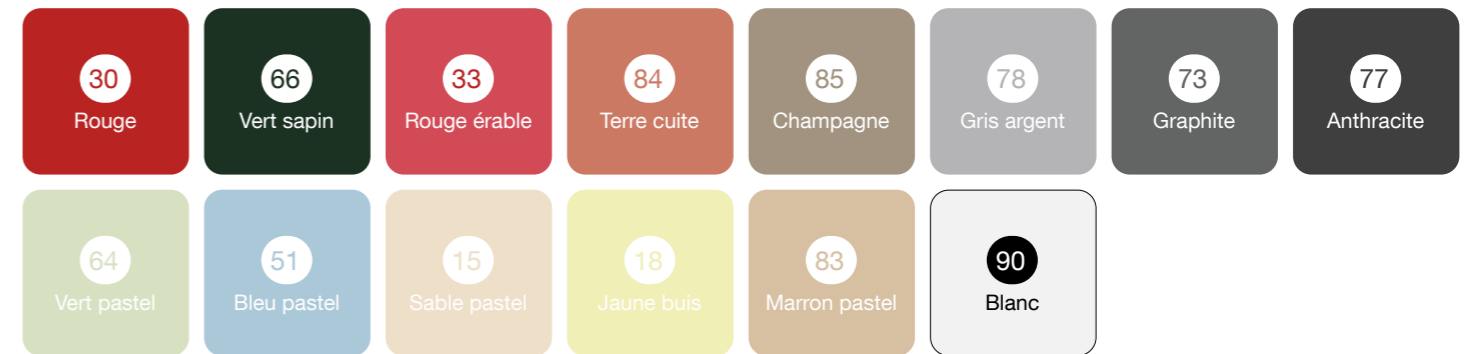 30
Rouge
66
Vert sapin
33
Rouge érable
84
Terre cuite
85
Champagne
78
Gris argent
73
Graphite
77
Anthracite
64
Vert pastel
51
Bleu pastel
15
Sable pastel
18
Jaune buis
83
Marron pastel
90
Blanc